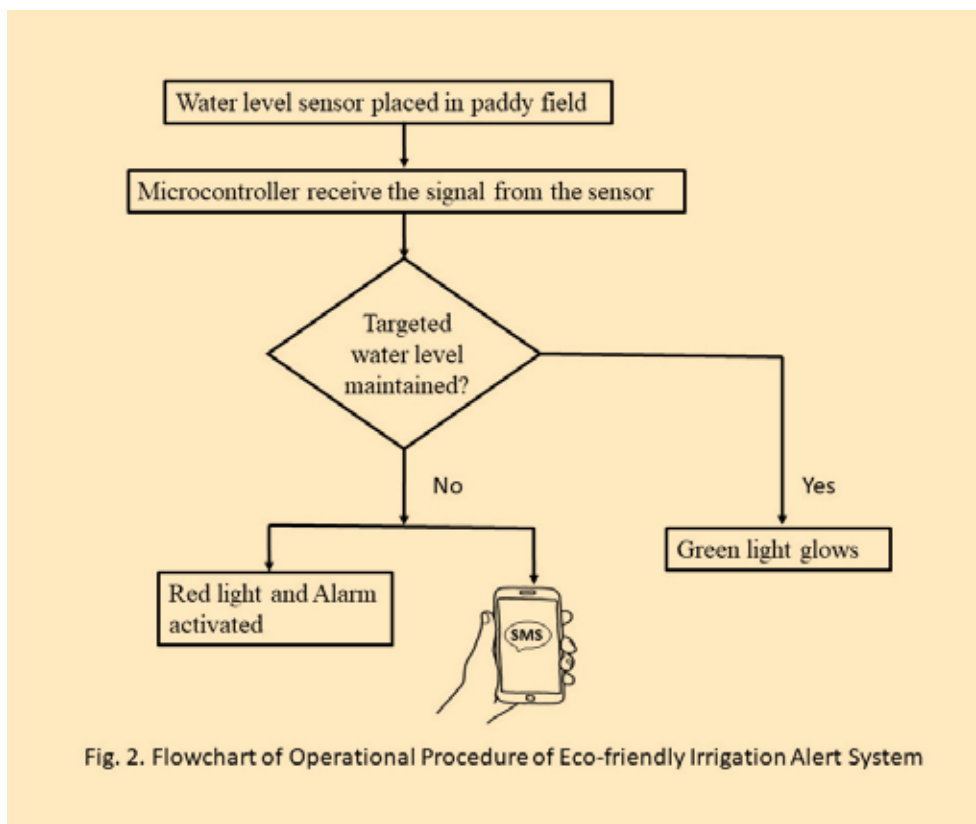 Water level sensor placed in paddy field
Microcontroller receive the signal from the sensor
Targeted
water level
maintained?
No
Yes
Green light glows
Red light and Alarm
activated
SMS
Fig. 2. Flowchart of Operational Procedure of Eco-friendly Irrigation Alert System